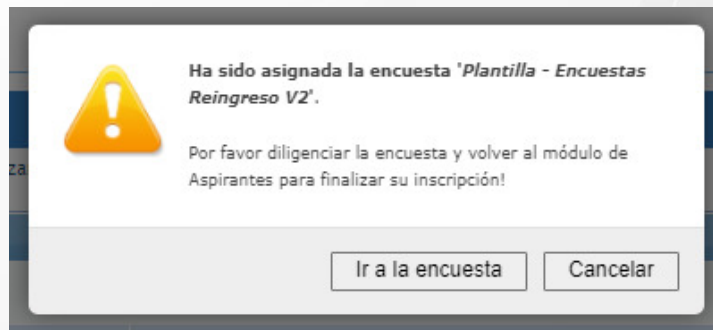 Ha sido asignada la encuesta 'Plantilla - Encuestas
Reingreso V2'.
Por favor diligenciar la encuesta y volver al módulo de
Aspirantes para finalizar su inscripción!
za
Ir a la encuesta
Cancelar